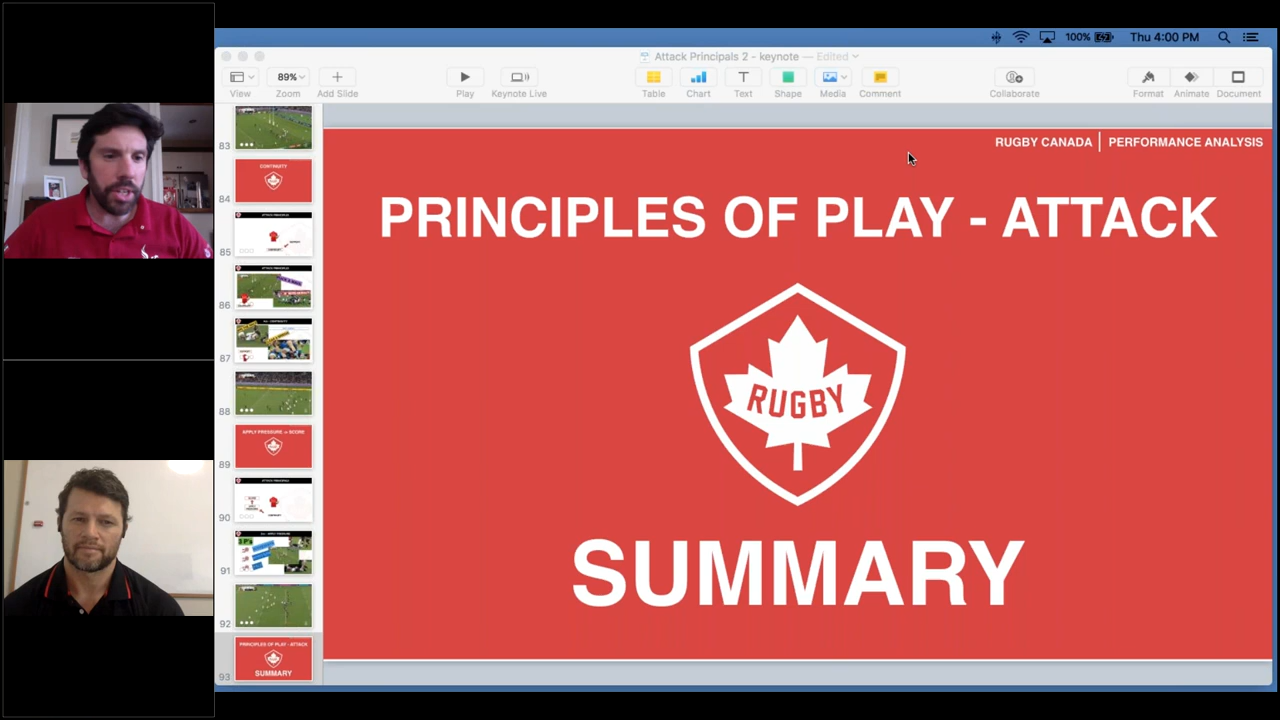 100%
Thu 4:00 PM
Attack Principals 2 - keynote — Edited
89%
View
Zoom
Add Slide
Play
Keynote Live
Table
Chart
Text
Shape
Media
Comment
Collaborate
Format
Animate
Document
83
CONTINUITY
84
85
86
87
88
APPLY PRESSURE -> SCORE
89
90
91
92
PRINCIPLES OF PLAY - ATTACK
SUMMARY
93
RUGBY CANADA
PERFORMANCE ANALYSIS
PRINCIPLES OF PLAY - ATTACK
RUGBY
SUMMARY